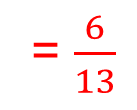 = 6/13